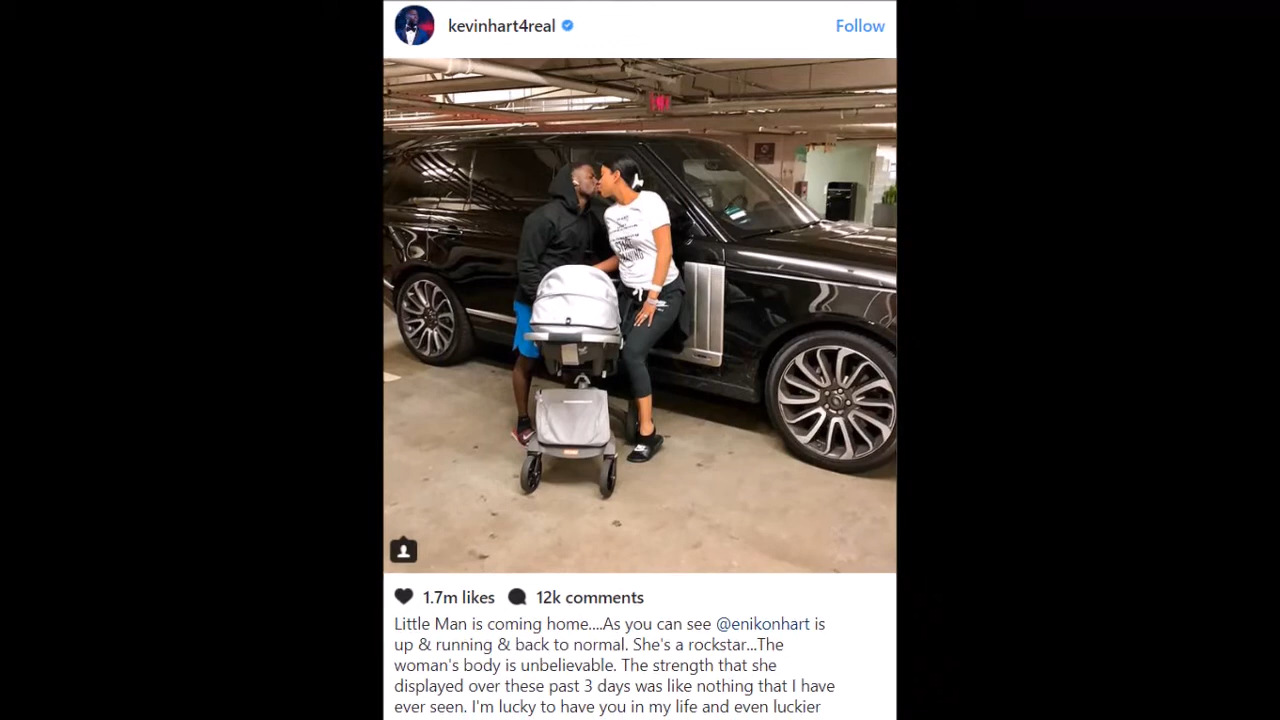 kevinhart4real
Follow
EXIT
1.7m likes
12k comments
Little Man is coming home....As you can see @enikonhart is
up & running & back to normal. She's a rockstar...The
woman's body is unbelievable. The strength that she
displayed over these past 3 days was like nothing that I have
ever seen. I'm lucky to have you in my life and even luckier